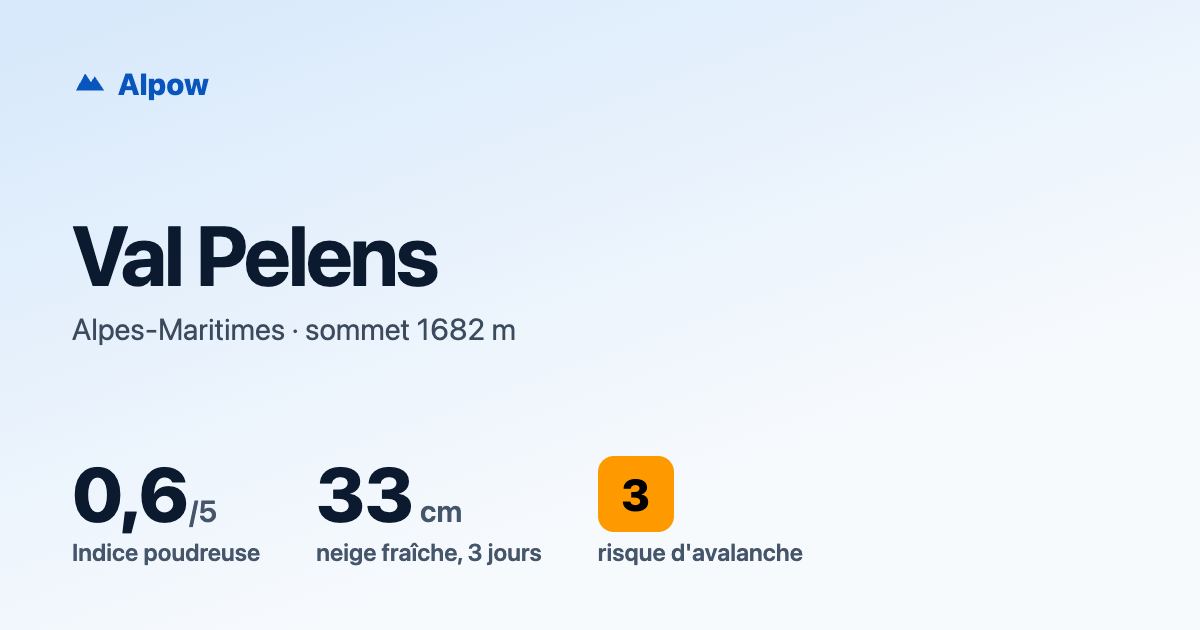 Alpow
Val Pelens
Alpes-Maritimes · sommet 1682 m
0,6/5 33 cm 3
Indice poudreuse neige fraîche, 3 jours risque d'avalanche